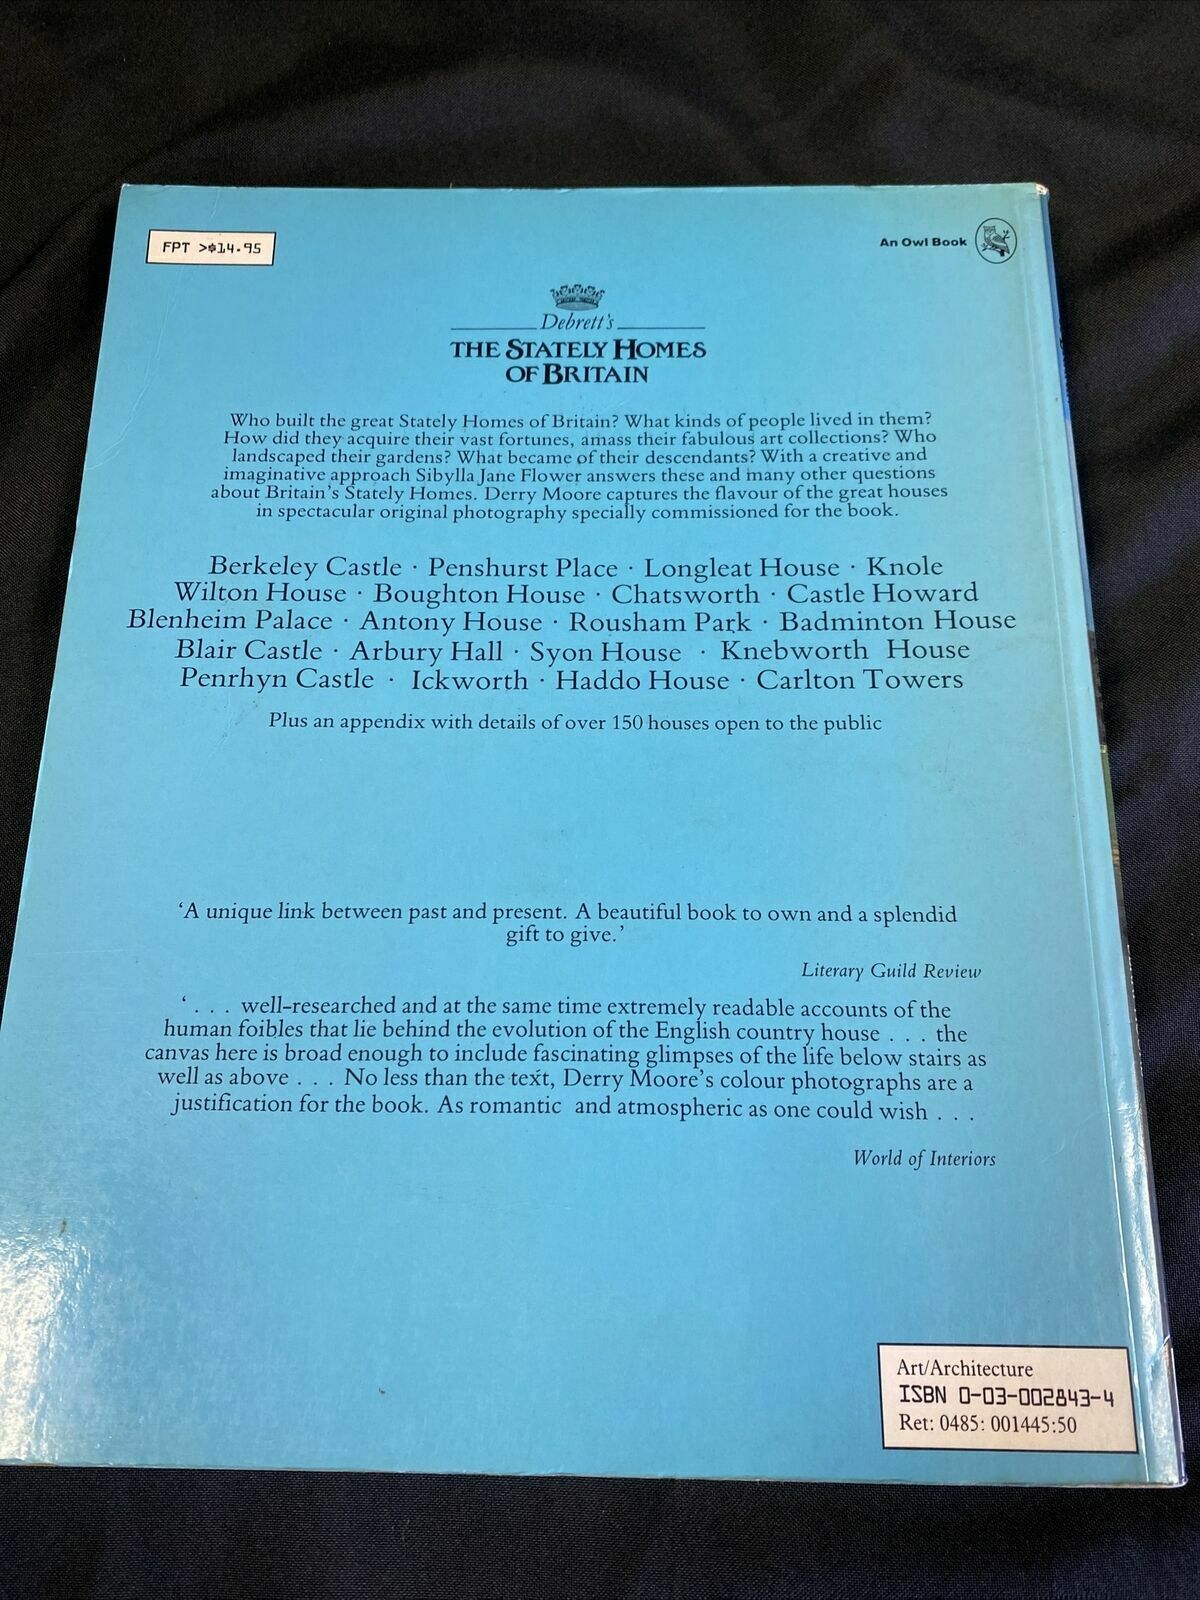 FPT >$14.95
An Owl Book
Debrett's
THE STATELY HOMES
OF BRITAIN
Who built the great Stately Homes of Britain? What kinds of people lived in them?
How did they acquire their vast fortunes, amass their fabulous art collections? Who
landscaped their gardens? What became of their descendants? With a creative and
imaginative approach Sibylla Jane Flower answers these and many other questions
about Britain's Stately Homes. Derry Moore captures the flavour of the great houses
in spectacular original photography specially commissioned for the book.
Berkeley Castle · Penshurst Place · Longleat House · Knole
Wilton House · Boughton House · Chatsworth · Castle Howard
Blenheim Palace · Antony House · Rousham Park · Badminton House
Blair Castle · Arbury Hall · Syon House · Knebworth House
Penrhyn Castle · Ickworth · Haddo House · Carlton Towers
Plus an appendix with details of over 150 houses open to the public
'A unique link between past and present. A beautiful book to own and a splendid
gift to give.'
Literary Guild Review
' . . . well-researched and at the same time extremely readable accounts of the
human foibles that lie behind the evolution of the English country house . . . the
canvas here is broad enough to include fascinating glimpses of the life below stairs as
well as above . . . No less than the text, Derry Moore's colour photographs are a
justification for the book. As romantic and atmospheric as one could wish . . .
World of Interiors
Art/Architecture
ISBN 0-03-002843-4
Ret: 0485: 001445:50